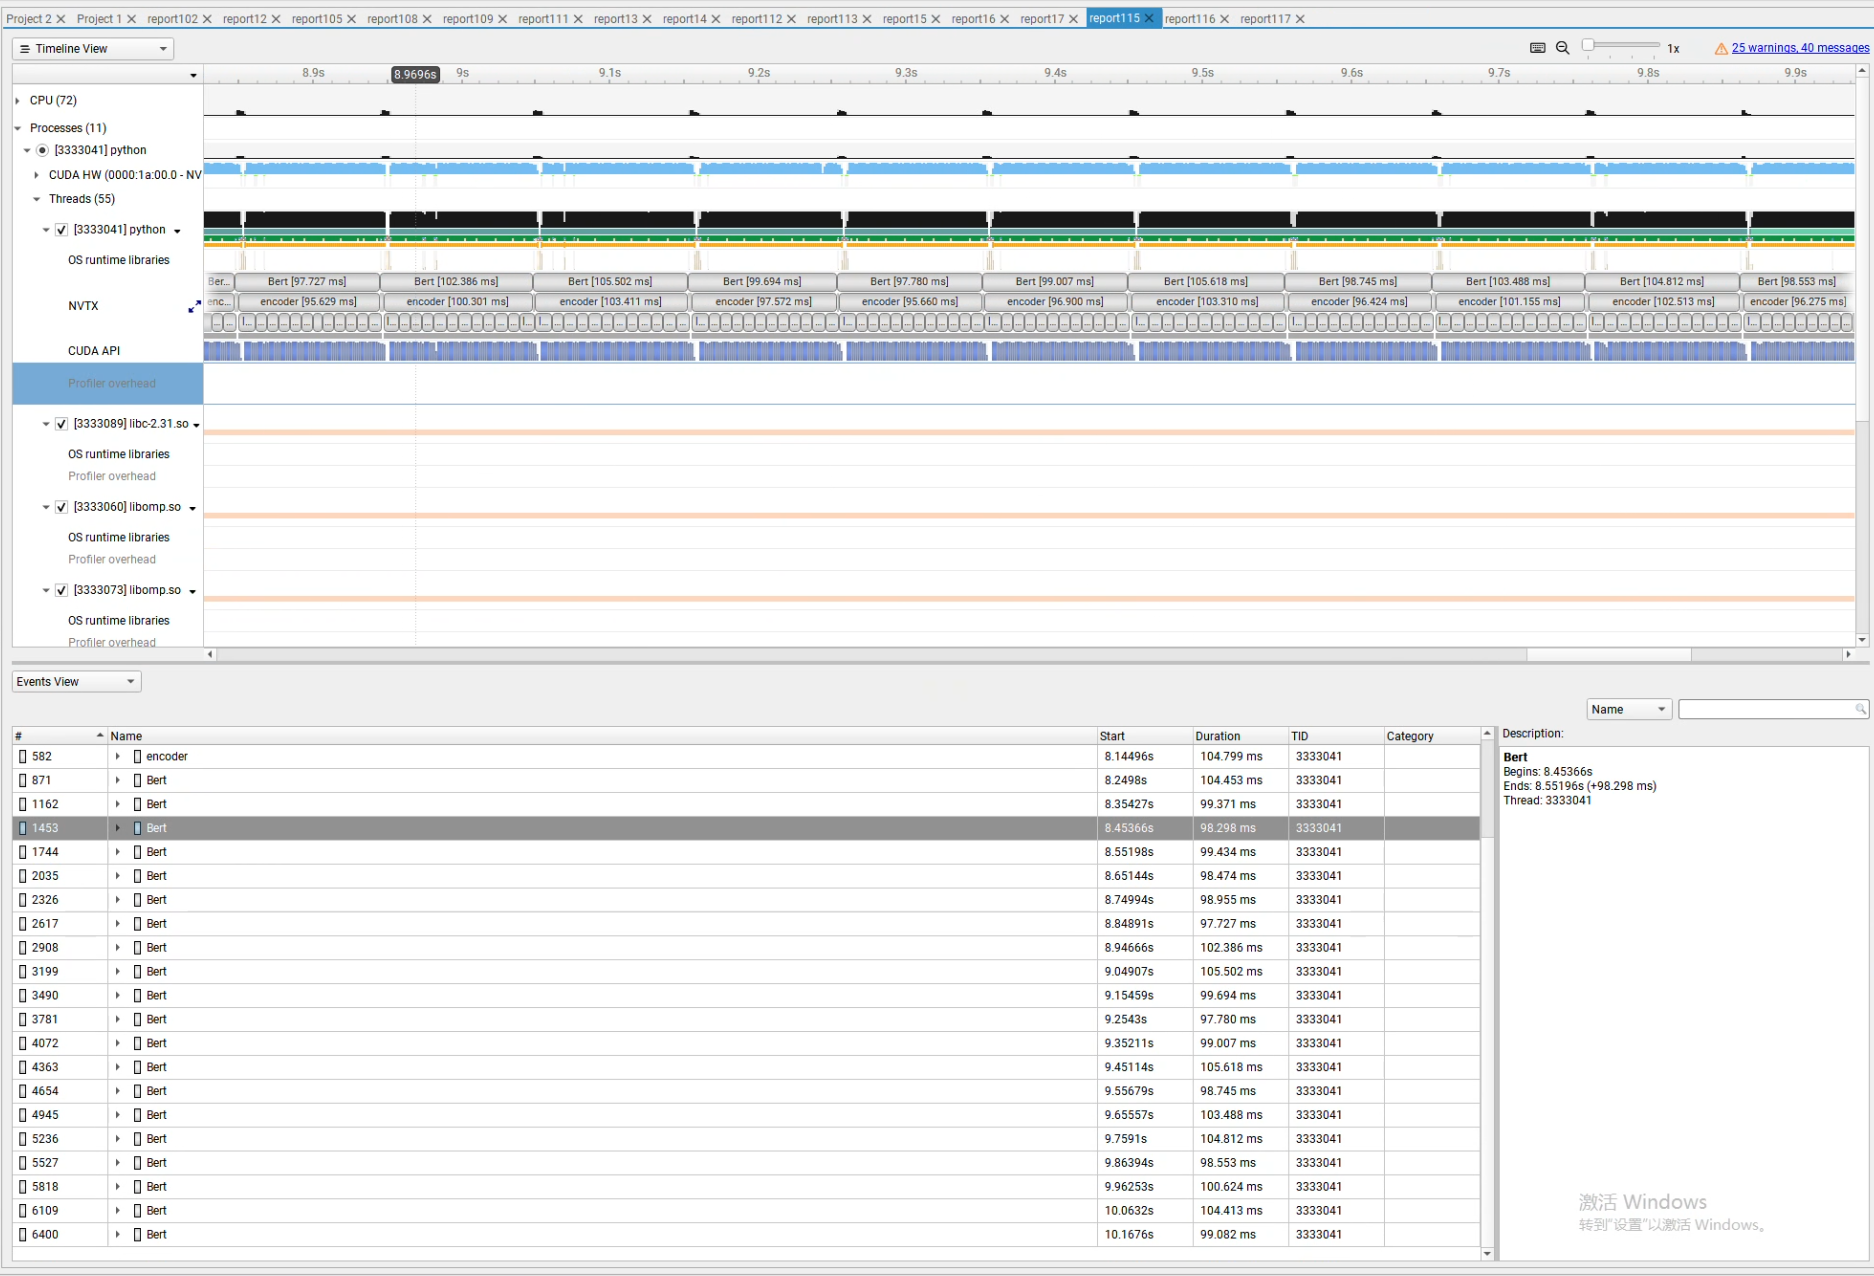 Project 2 Project 1 report102 report12 report105 report108 report109 report111 report13 report14 report112 report113 report15 report16 report17 report115 report116 report117
Timeline View 1x 25 warnings, 40 messages
8.9s 8.9696s 9s 9.1s 9.2s 9.3s 9.4s 9.5s 9.6s 9.7s 9.8s 9.9s
CPU (72)
Processes (11)
[3333041] python
CUDA HW (0000:1a:00.0 - NV
Threads (55)
[3333041] python
OS runtime libraries
Ber... Bert [97.727 ms] Bert [102.386 ms] Bert [105.502 ms] Bert [99.694 ms] Bert [97.780 ms] Bert [99.007 ms] Bert [105.618 ms] Bert [98.745 ms] Bert [103.488 ms] Bert [104.812 ms] Bert [98.553 ms]
NVTX enc... encoder [95.629 ms] encoder [100.301 ms] encoder [103.411 ms] encoder [97.572 ms] encoder [95.660 ms] encoder [96.900 ms] encoder [103.310 ms] encoder [96.424 ms] encoder [101.155 ms] encoder [102.513 ms] encoder [96.275 ms]
CUDA API
Profiler overhead
[3333089] libc-2.31.so
OS runtime libraries
Profiler overhead
[3333060] libomp.so
OS runtime libraries
Profiler overhead
[3333073] libomp.so
OS runtime libraries
Profiler overhead
Events View
Name
# Name Start Duration TID Category
582 encoder 8.14496s 104.799 ms 3333041
871 Bert 8.2498s 104.453 ms 3333041
1162 Bert 8.35427s 99.371 ms 3333041
1453 Bert 8.45366s 98.298 ms 3333041
1744 Bert 8.55198s 99.434 ms 3333041
2035 Bert 8.65144s 98.474 ms 3333041
2326 Bert 8.74994s 98.955 ms 3333041
2617 Bert 8.84891s 97.727 ms 3333041
2908 Bert 8.94666s 102.386 ms 3333041
3199 Bert 9.04907s 105.502 ms 3333041
3490 Bert 9.15459s 99.694 ms 3333041
3781 Bert 9.2543s 97.780 ms 3333041
4072 Bert 9.35211s 99.007 ms 3333041
4363 Bert 9.45114s 105.618 ms 3333041
4654 Bert 9.55679s 98.745 ms 3333041
4945 Bert 9.65557s 103.488 ms 3333041
5236 Bert 9.7591s 104.812 ms 3333041
5527 Bert 9.86394s 98.553 ms 3333041
5818 Bert 9.96253s 100.624 ms 3333041
6109 Bert 10.0632s 104.413 ms 3333041
6400 Bert 10.1676s 99.082 ms 3333041
Description:
Bert
Begins: 8.45366s
Ends: 8.55196s (+98.298 ms)
Thread: 3333041
激活 Windows
转到"设置"以激活 Windows。